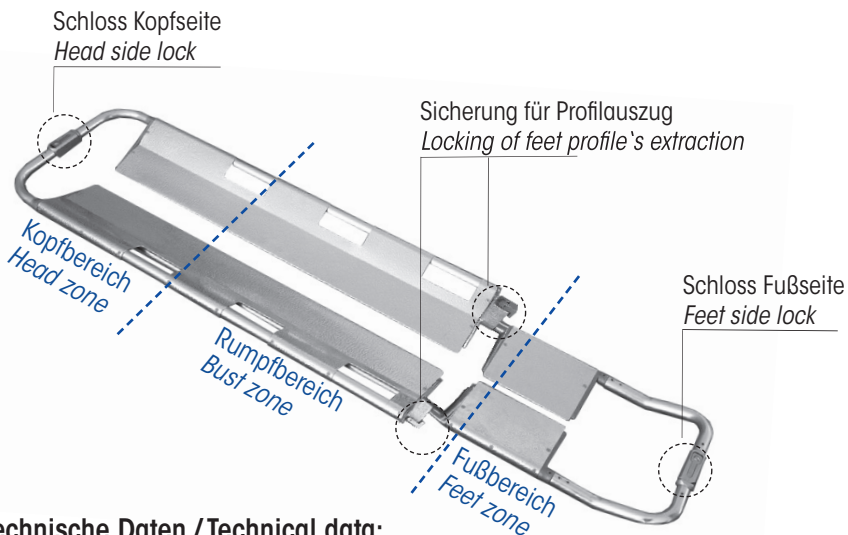 Schloss Kopfseite
Head side lock
Sicherung für Profilauszug
Locking of feet profile‘s extraction
Kopfbereich
Head zone
Schloss Fußseite
Feet side lock
Rumpfbereich
Bust zone
Fußbereich
Feet zone
echnische Daten / Technical data: